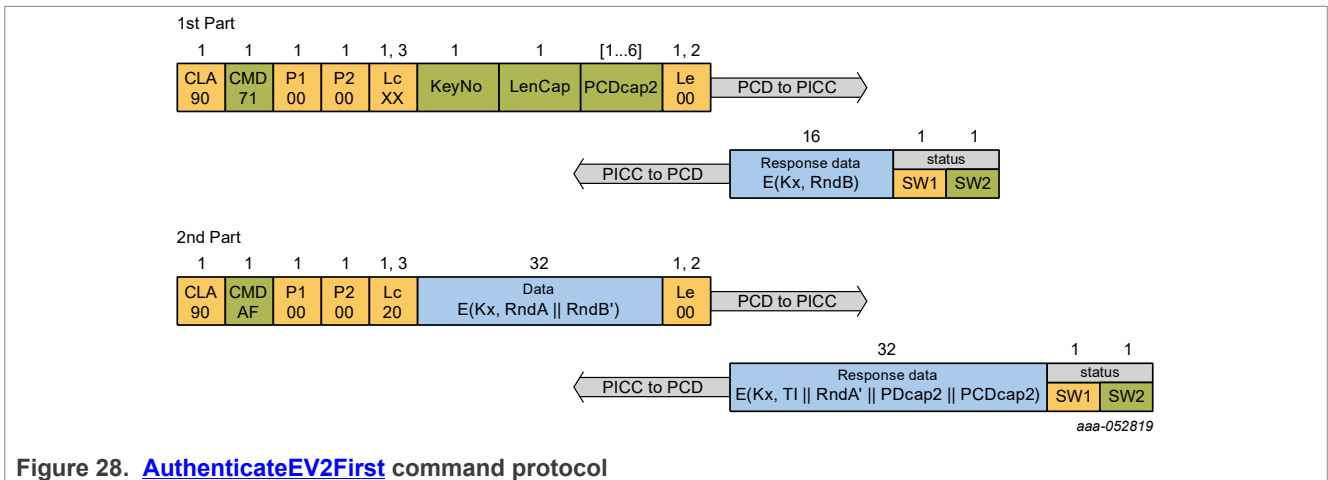 1st Part
1 1 1 1 1, 3 1 1 [1...6] 1, 2
CLA CMD P1 P2 Lc KeyNo LenCap PCDcap2 Le PCD to PICC
90 71 00 00 XX 00
16 1 1
PICC to PCD Response data status
E(Kx, RndB) SW1 SW2
2nd Part
1 1 1 1 1, 3 32 1, 2
CLA CMD P1 P2 Lc Data Le PCD to PICC
90 AF 00 00 20 E(Kx, RndA || RndB') 00
32 1 1
PICC to PCD Response data status
E(Kx, TI || RndA' || PDcap2 || PCDcap2) SW1 SW2
aaa-052819
Figure 28. AuthenticateEV2First command protocol